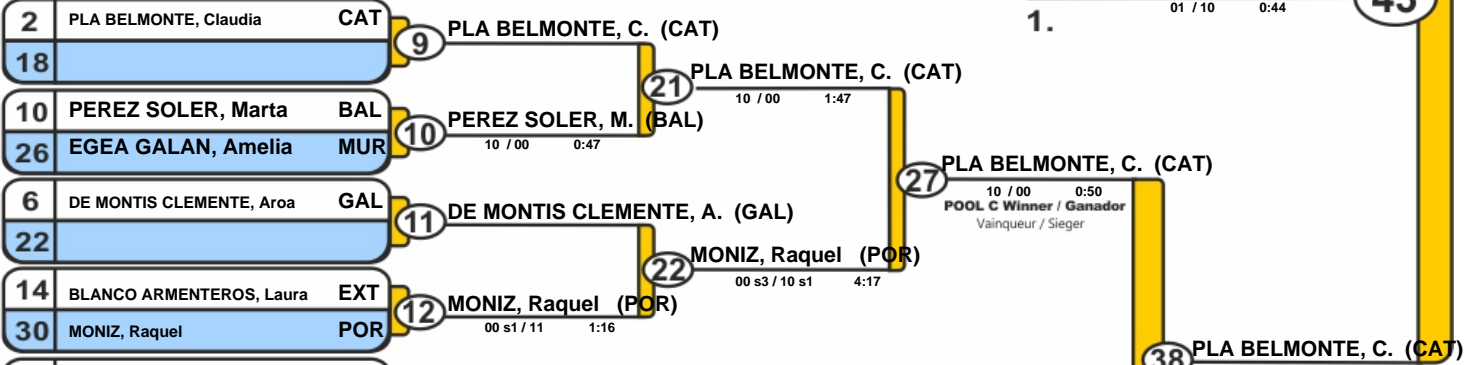 2 PLA BELMONTE, Claudia CAT
18
9
PLA BELMONTE, C. (CAT)
10 PEREZ SOLER, Marta BAL
26 EGEA GALAN, Amelia MUR
10
PEREZ SOLER, M. (BAL)
10 / 00 0:47
21
PLA BELMONTE, C. (CAT)
10 / 00 1:47
6 DE MONTIS CLEMENTE, Aroa GAL
22
11
DE MONTIS CLEMENTE, A. (GAL)
14 BLANCO ARMENTEROS, Laura EXT
30 MONIZ, Raquel POR
12
MONIZ, Raquel (POR)
00 s1 / 11 1:16
22
MONIZ, Raquel (POR)
00 s3 / 10 s1 4:17
27
PLA BELMONTE, C. (CAT)
10 / 00 0:50
POOL C Winner / Ganador
Vainqueur / Sieger
01 / 10 0:44
1.
38
PLA BELMONTE, C. (CAT)